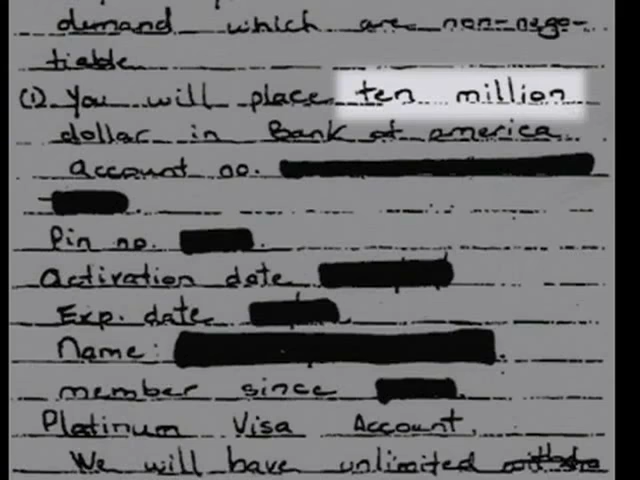 demand which are non-nego-
tiable
(1) You will place ten million
dollar in Bank of america
account no.
Pin no.
Activation date
Exp. date
Name:
member since
Platinum Visa Account.
We will have unlimited